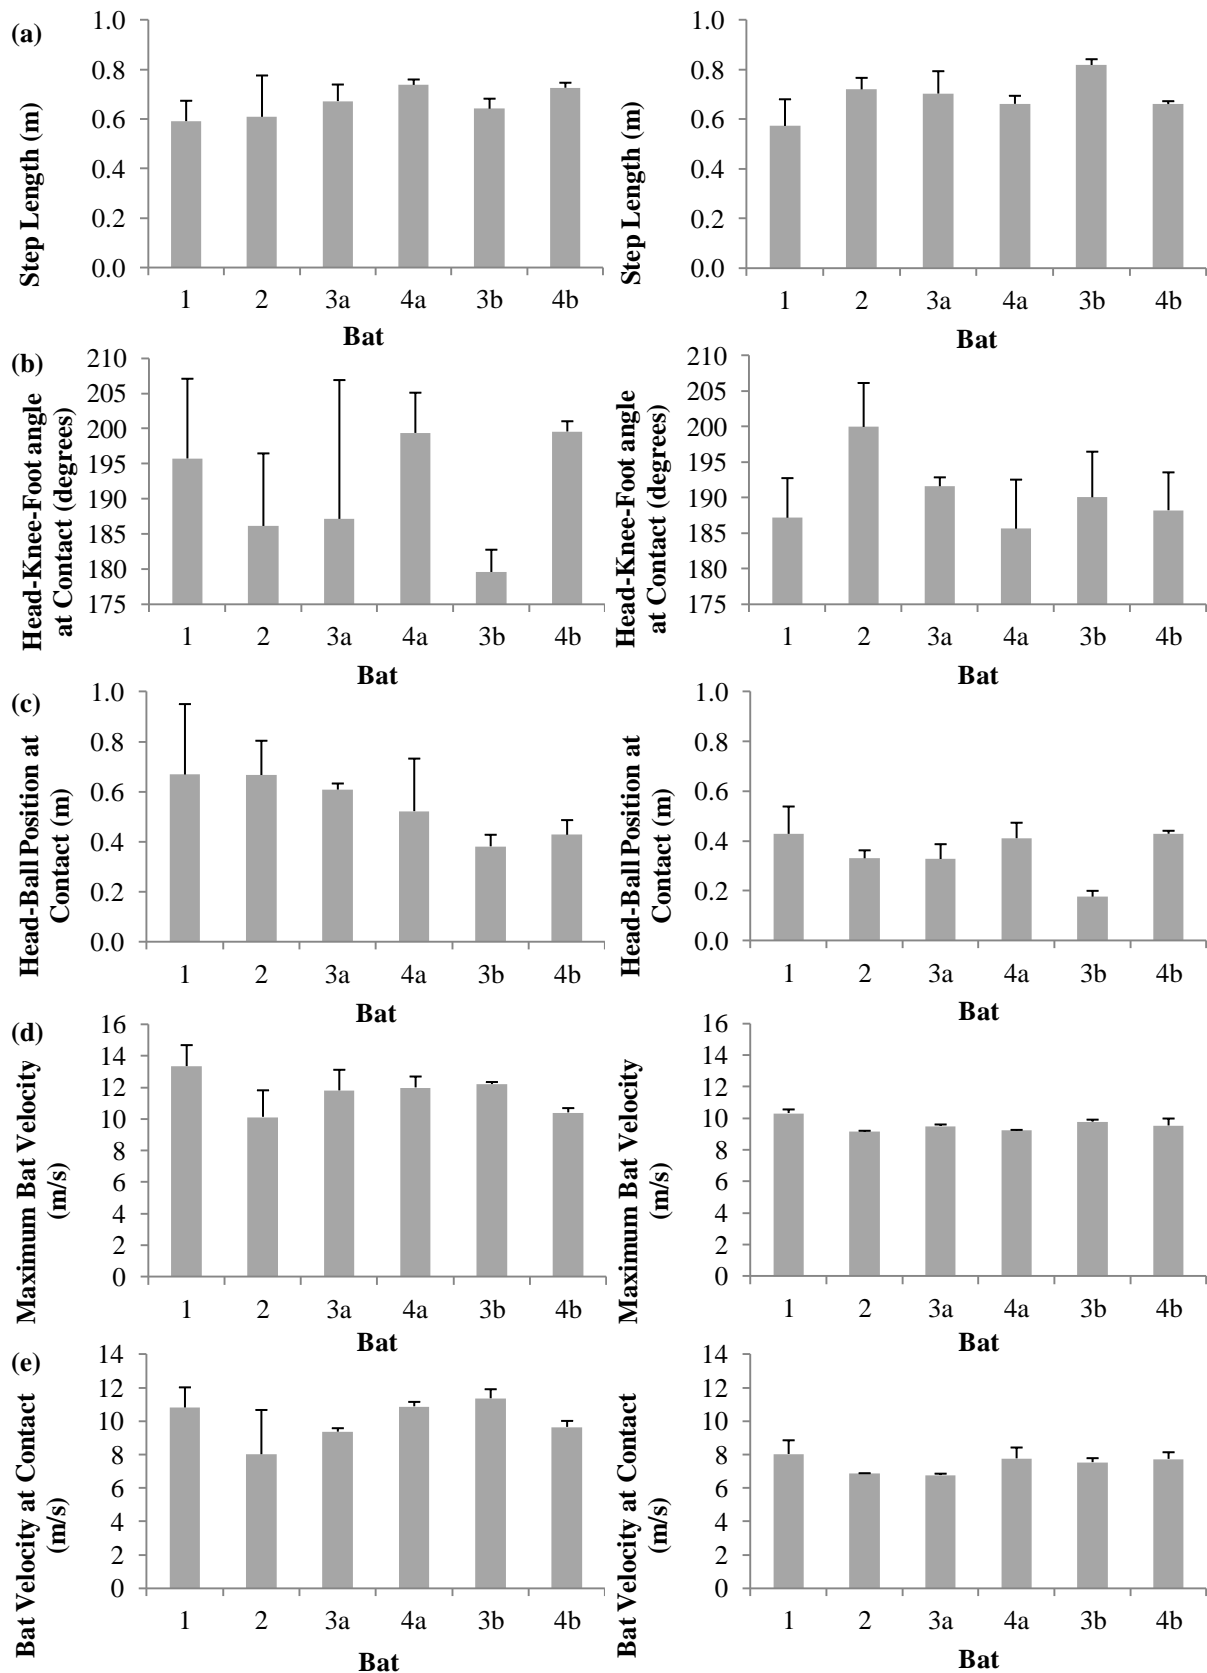 (a)
Step Length (m)
1.0
0.8
0.6
0.4
0.2
0.0
1 2 3a 4a 3b 4b
Bat
Step Length (m)
1.0
0.8
0.6
0.4
0.2
0.0
1 2 3a 4a 3b 4b
Bat
(b)
Head-Knee-Foot angle
at Contact (degrees)
210
205
200
195
190
185
180
175
1 2 3a 4a 3b 4b
Bat
Head-Knee-Foot angle
at Contact (degrees)
210
205
200
195
190
185
180
175
1 2 3a 4a 3b 4b
Bat
(c)
Head-Ball Position at
Contact (m)
1.0
0.8
0.6
0.4
0.2
0.0
1 2 3a 4a 3b 4b
Bat
Head-Ball Position at
Contact (m)
1.0
0.8
0.6
0.4
0.2
0.0
1 2 3a 4a 3b 4b
Bat
(d)
Maximum Bat Velocity
(m/s)
16
14
12
10
8
6
4
2
0
1 2 3a 4a 3b 4b
Bat
Maximum Bat Velocity
(m/s)
16
14
12
10
8
6
4
2
0
1 2 3a 4a 3b 4b
Bat
(e)
Bat Velocity at Contact
(m/s)
14
12
10
8
6
4
2
0
1 2 3a 4a 3b 4b
Bat
Bat Velocity at Contact
(m/s)
14
12
10
8
6
4
2
0
1 2 3a 4a 3b 4b
Bat